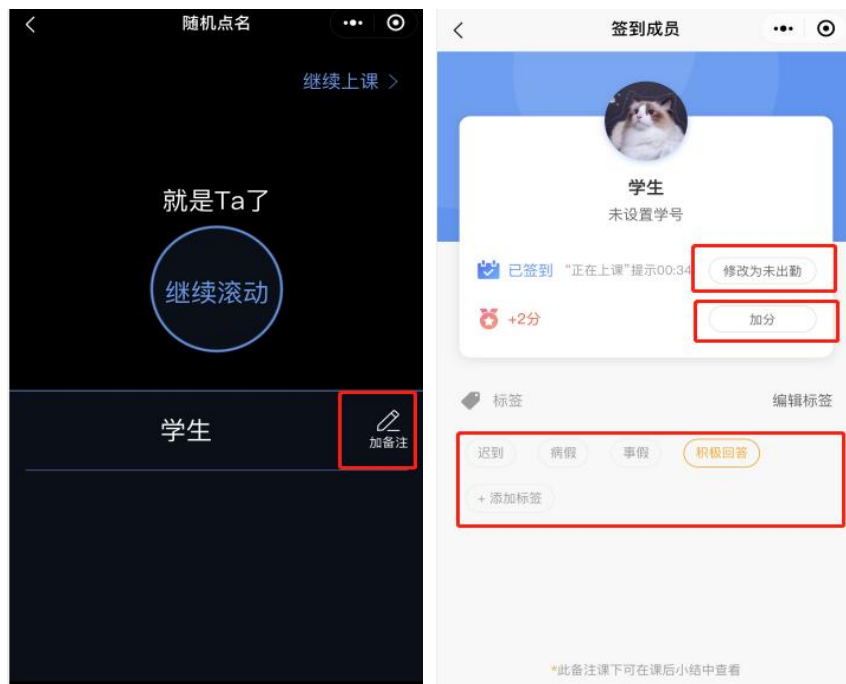 随机点名
继续上课 >
就是Ta了
继续滚动
学生
加备注
签到成员
学生
未设置学号
已签到 “正在上课”提示00:34 修改为未出勤
+2分 加分
标签 编辑标签
迟到 病假 事假 积极回答
+ 添加标签
*此备注课下可在课后小结中查看